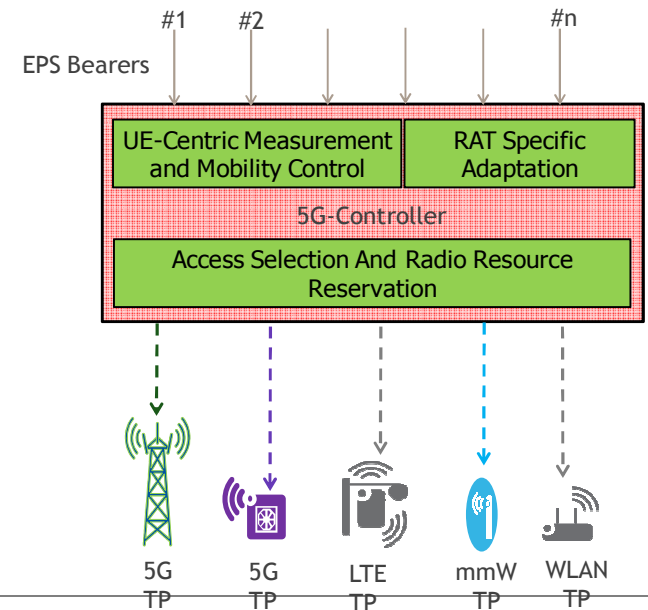 #1 #2 #n
EPS Bearers
UE-Centric Measurement
and Mobility Control
RAT Specific
Adaptation
5G-Controller
Access Selection And Radio Resource
Reservation
5G
TP
5G
TP
LTE
TP
mmW
TP
WLAN
TP